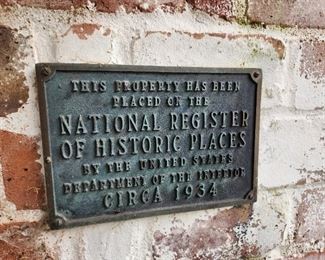 THIS PROPERTY HAS BEEN
PLACED ON THE
NATIONAL REGISTER
OF HISTORIC PLACES
BY THE UNITED STATES
DEPARTMENT OF THE INTERIOR
CIRCA 1934